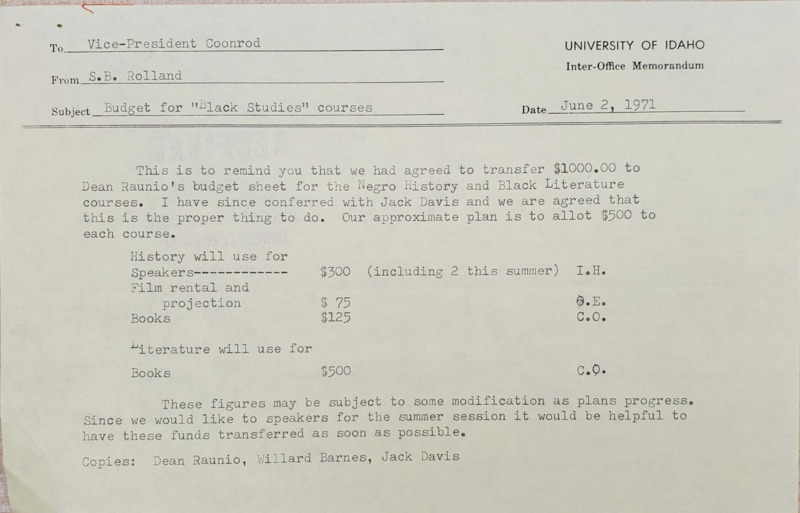 To Vice-President Coonrod
UNIVERSITY OF IDAHO
Inter-Office Memorandum
From S.B. Rolland
Subject Budget for "Black Studies" courses
Date June 2, 1971
This is to remind you that we had agreed to transfer $1000.00 to
Dean Raunio's budget sheet for the Negro History and Black Literature
courses. I have since conferred with Jack Davis and we are agreed that
this is the proper thing to do. Our approximate plan is to allot $500 to
each course.
History will use for
Speakers------------ $300 (including 2 this summer) I.H.
Film rental and
projection $ 75 O.E.
Books $125 C.O.
Literature will use for
Books $500 C.O.
These figures may be subject to some modification as plans progress.
Since we would like to speakers for the summer session it would be helpful to
have these funds transferred as soon as possible.
Copies: Dean Raunio, Willard Barnes, Jack Davis